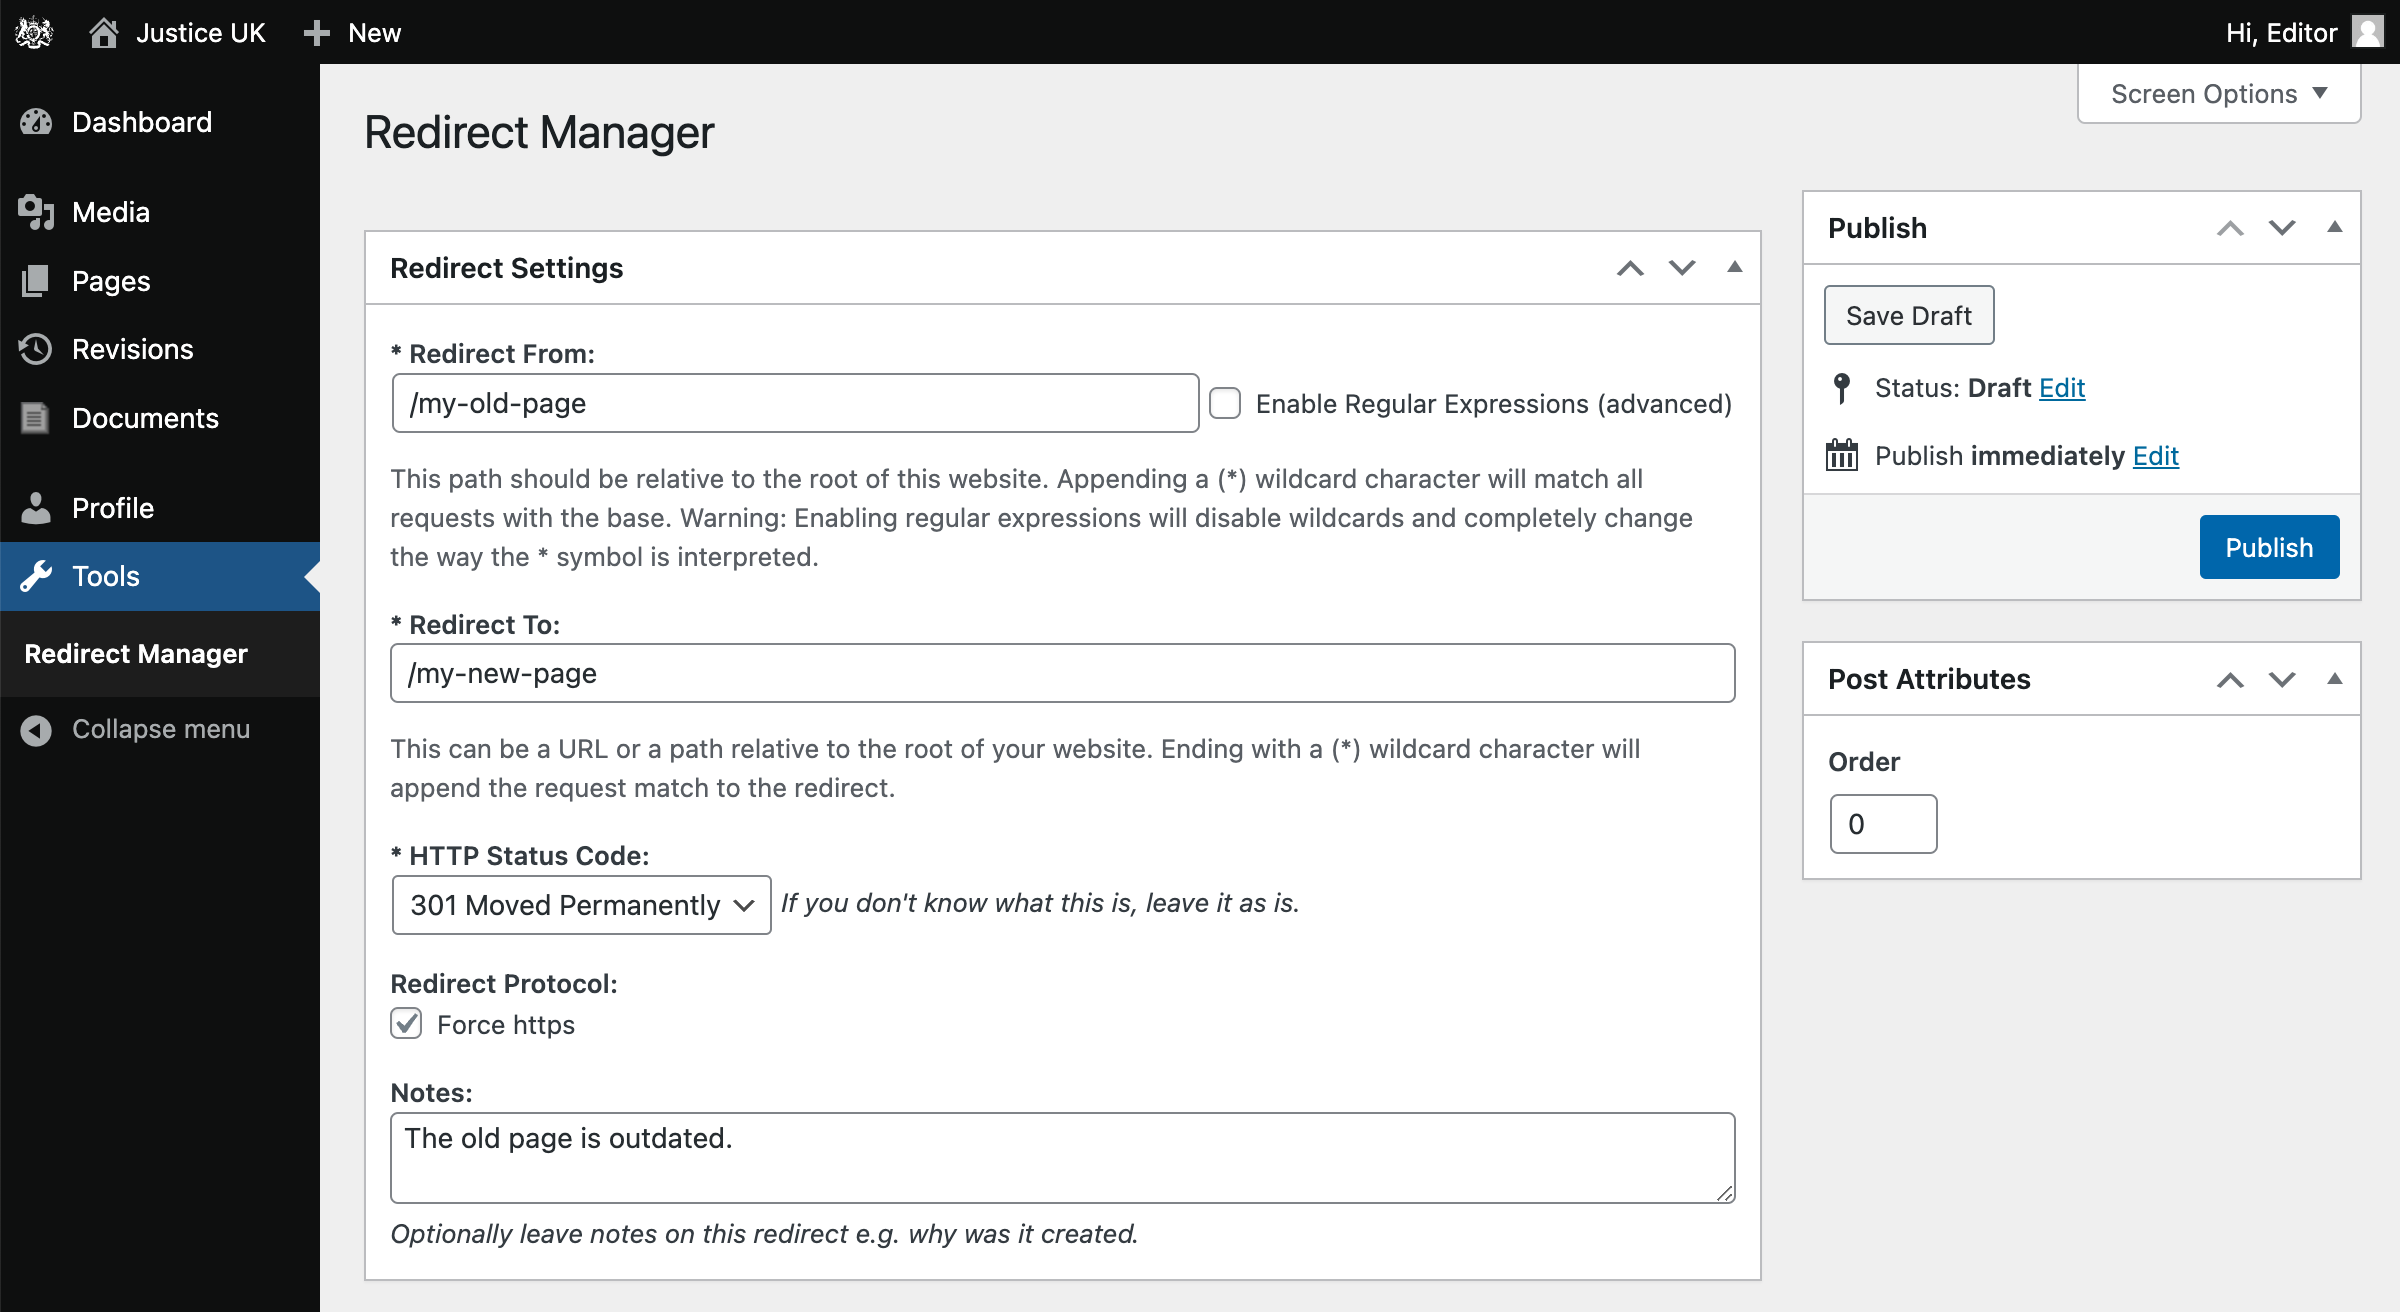 Justice UK
New
Hi, Editor
Screen Options
Dashboard
Media
Pages
Revisions
Documents
Profile
Tools
Redirect Manager
Collapse menu
Redirect Manager
Redirect Settings
* Redirect From:
/my-old-page
Enable Regular Expressions (advanced)
This path should be relative to the root of this website. Appending a (*) wildcard character will match all
requests with the base. Warning: Enabling regular expressions will disable wildcards and completely change
the way the * symbol is interpreted.
* Redirect To:
/my-new-page
This can be a URL or a path relative to the root of your website. Ending with a (*) wildcard character will
append the request match to the redirect.
* HTTP Status Code:
301 Moved Permanently
If you don't know what this is, leave it as is.
Redirect Protocol:
Force https
Notes:
The old page is outdated.
Optionally leave notes on this redirect e.g. why was it created.
Publish
Save Draft
Status: Draft Edit
Publish immediately Edit
Publish
Post Attributes
Order
0